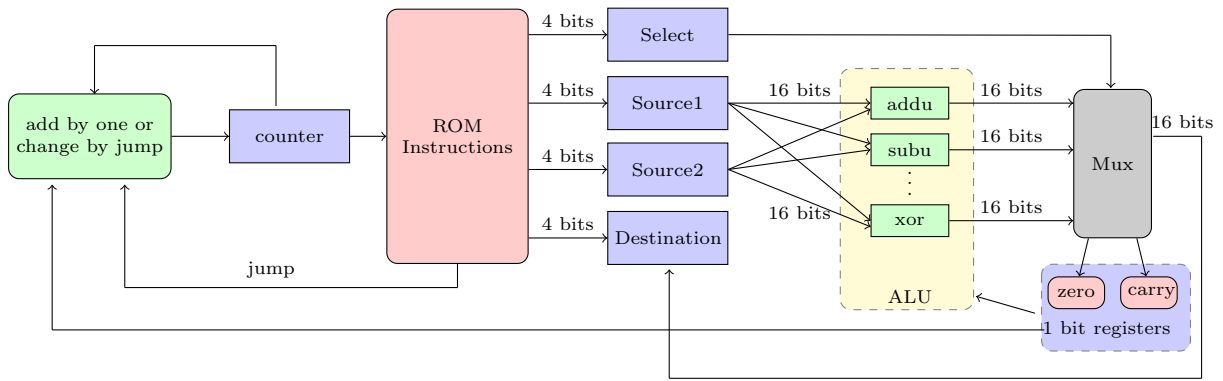 add by one or
change by jump
counter
ROM
Instructions
4 bits
Select
4 bits
Source1
4 bits
Source2
4 bits
Destination
16 bits
16 bits
addu
subu
⋮
xor
ALU
16 bits
16 bits
16 bits
Mux
16 bits
zero
carry
1 bit registers
jump